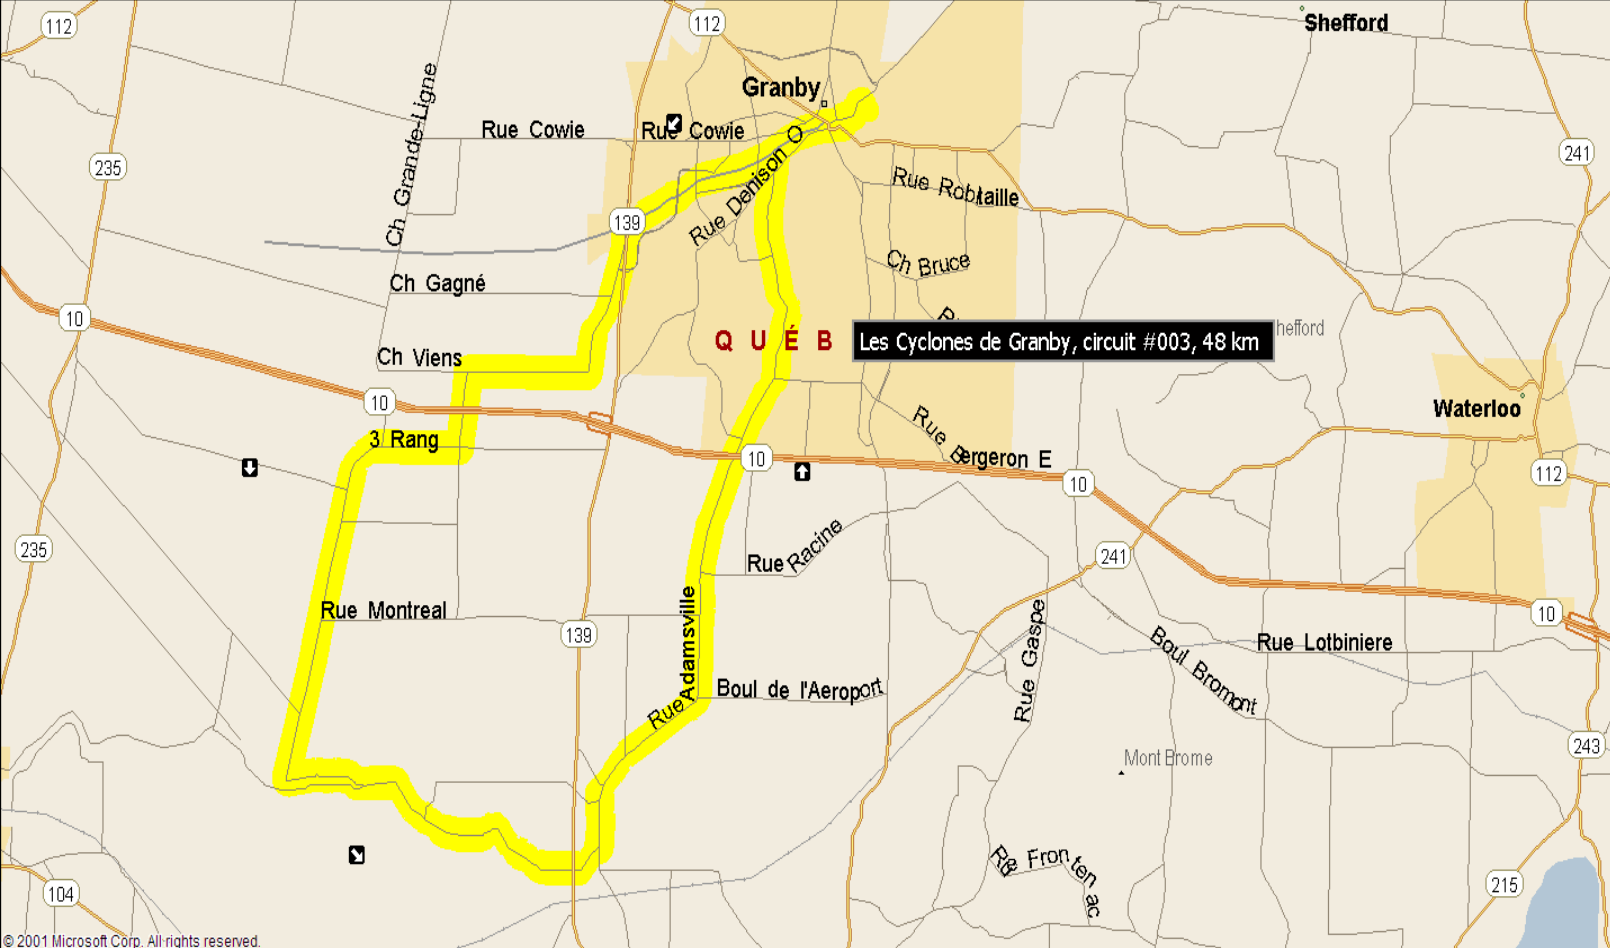 Shefford
112
112
Granby
Ch Grande-Ligne
Rue Cowie
Rue Cowie
235
241
Rue Denison
Rue Robitaille
139
Ch Bruce
Ch Gagné
10
QUÉB
Les Cyclones de Granby, circuit #003, 48 km
hefford
Ch Viens
10
Waterloo
3 Rang
Rue Bergeron E
10
10
112
235
241
Rue Racine
Rue Montreal
10
139
Rue Adamsville
Rue Gaspe
Boul Bromont
Rue Lotbiniere
Boul de l'Aeroport
243
Mont Brome
Rue Frontenac
104
215
© 2001 Microsoft Corp. All rights reserved.